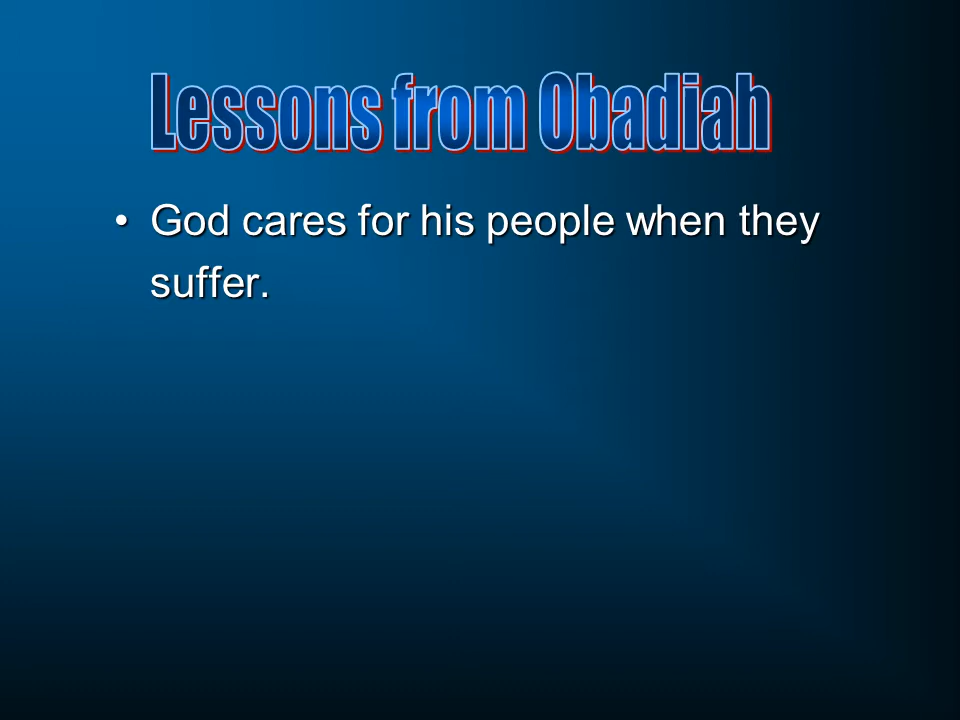 Lessons from Obadiah
• God cares for his people when they
suffer.